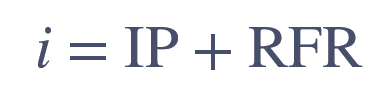 i = IP + RFR